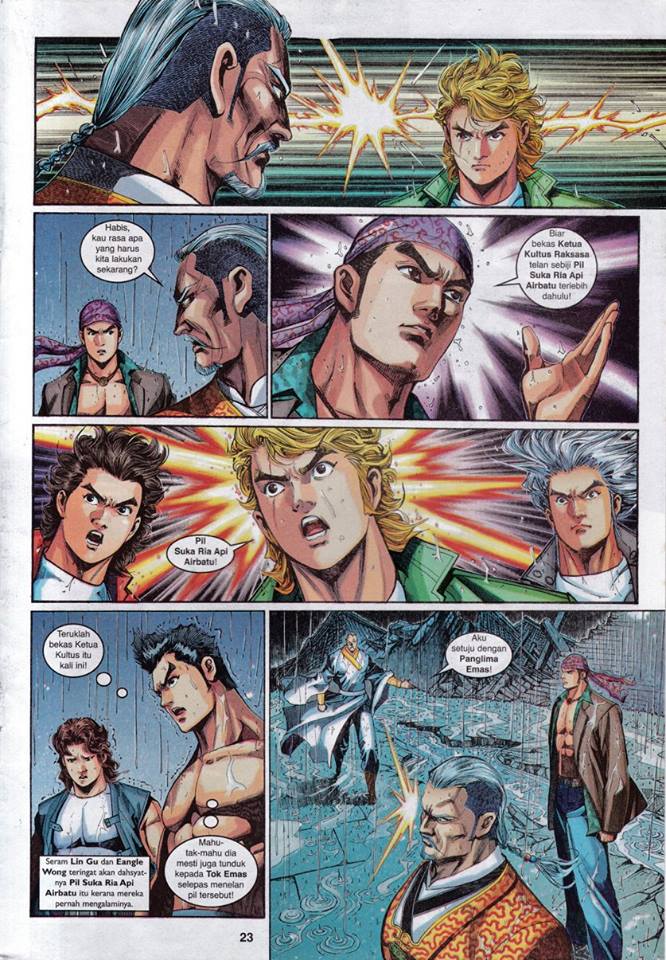 Habis,
kau rasa apa
yang harus
kita lakukan
sekarang?
Biar
bekas Ketua
Kultus Raksasa
telan sebiji Pil
Suka Ria Api
Airbatu terlebih
dahulu!
Pil
Suka Ria Api
Airbatu!
Teruklah
bekas Ketua
Kultus itu
kali ini!
Seram Lin Gu dan Eangle
Wong teringat akan dahsyat-
nya Pil Suka Ria Api
Airbatu itu kerana mereka
pernah mengalaminya.
Mahu-
tak-mahu dia
mesti juga tunduk
kepada Tok Emas
selepas menelan
pil tersebut!
Aku
setuju dengan
Panglima
Emas!
23